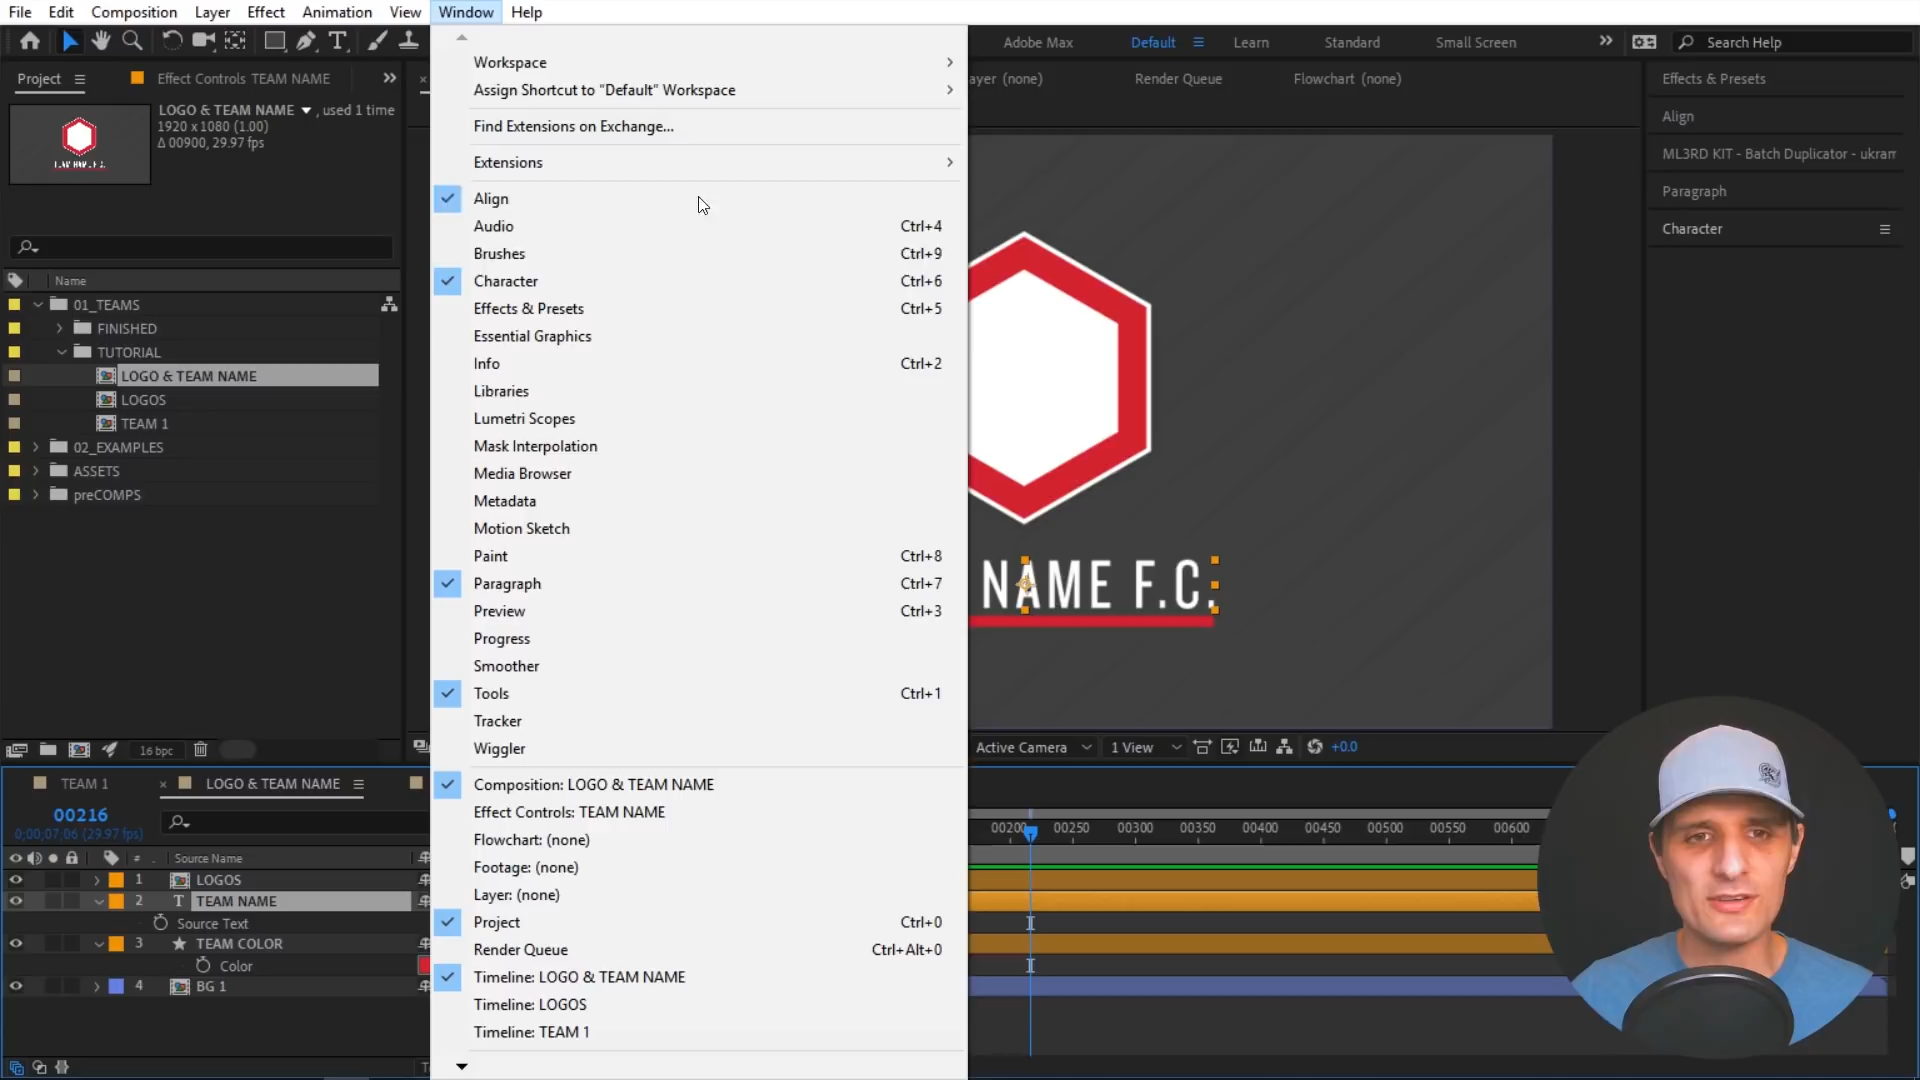 File Edit Composition Layer Effect Animation View Window Help
Adobe Max Default Learn Standard Small Screen Search Help
Project Effect Controls TEAM NAME
LOGO & TEAM NAME , used 1 time
1920 x 1080 (1.00)
Δ 00900, 29.97 fps
TEAM NAME F.C.
Name
01_TEAMS
FINISHED
TUTORIAL
LOGO & TEAM NAME
LOGOS
TEAM 1
02_EXAMPLES
ASSETS
preCOMPS
16 bpc
Workspace
Assign Shortcut to "Default" Workspace
Find Extensions on Exchange...
Extensions
Align
Audio Ctrl+4
Brushes Ctrl+9
Character Ctrl+6
Effects & Presets Ctrl+5
Essential Graphics
Info Ctrl+2
Libraries
Lumetri Scopes
Mask Interpolation
Media Browser
Metadata
Motion Sketch
Paint Ctrl+8
Paragraph Ctrl+7
Preview Ctrl+3
Progress
Smoother
Tools Ctrl+1
Tracker
Wiggler
Composition: LOGO & TEAM NAME
Effect Controls: TEAM NAME
Flowchart: (none)
Footage: (none)
Layer: (none)
Project Ctrl+0
Render Queue Ctrl+Alt+0
Timeline: LOGO & TEAM NAME
Timeline: LOGOS
Timeline: TEAM 1
ayer (none) Render Queue Flowchart (none)
NAME F.C.
Active Camera 1 View +0.0
Effects & Presets
Align
ML3RD KIT - Batch Duplicator - ukram
Paragraph
Character
TEAM 1 × LOGO & TEAM NAME
00216
0;00;07;06 (29.97 fps)
# Source Name
1 LOGOS
2 T TEAM NAME
Source Text
3 TEAM COLOR
Color
4 BG 1
00200 00250 00300 00350 00400 00450 00500 00550 00600